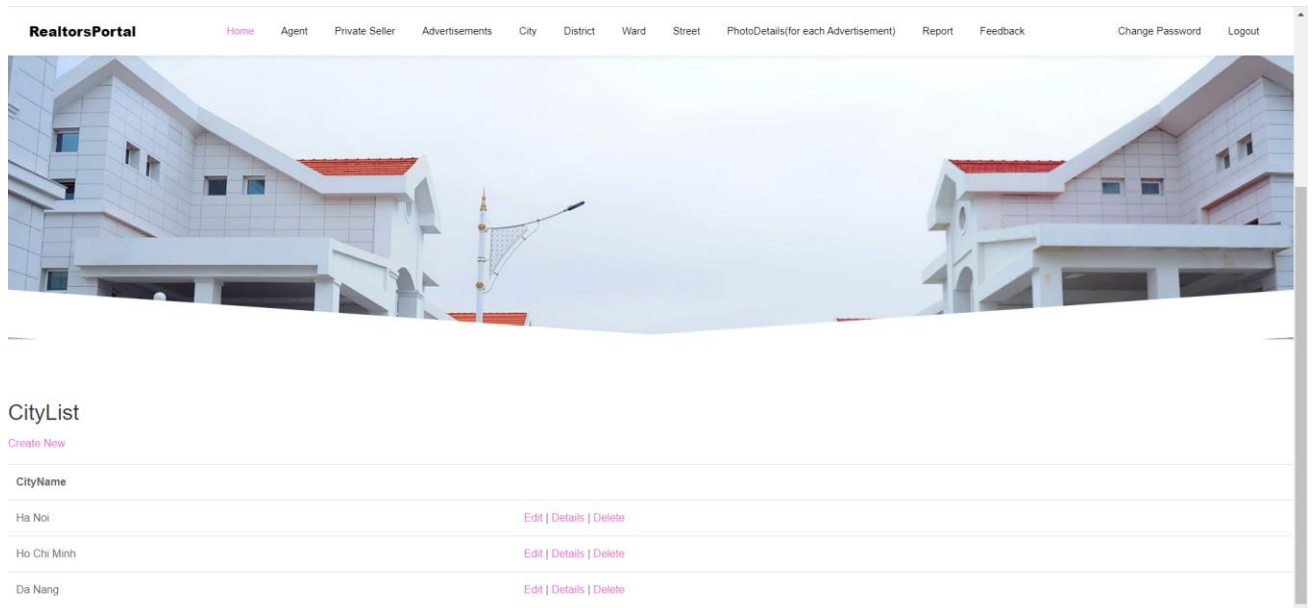 RealtorsPortal Home Agent Private Seller Advertisements City District Ward Street PhotoDetails(for each Advertisement) Report Feedback Change Password Logout
CityList
Create New
CityName
Ha Noi Edit | Details | Delete
Ho Chi Minh Edit | Details | Delete
Da Nang Edit | Details | Delete